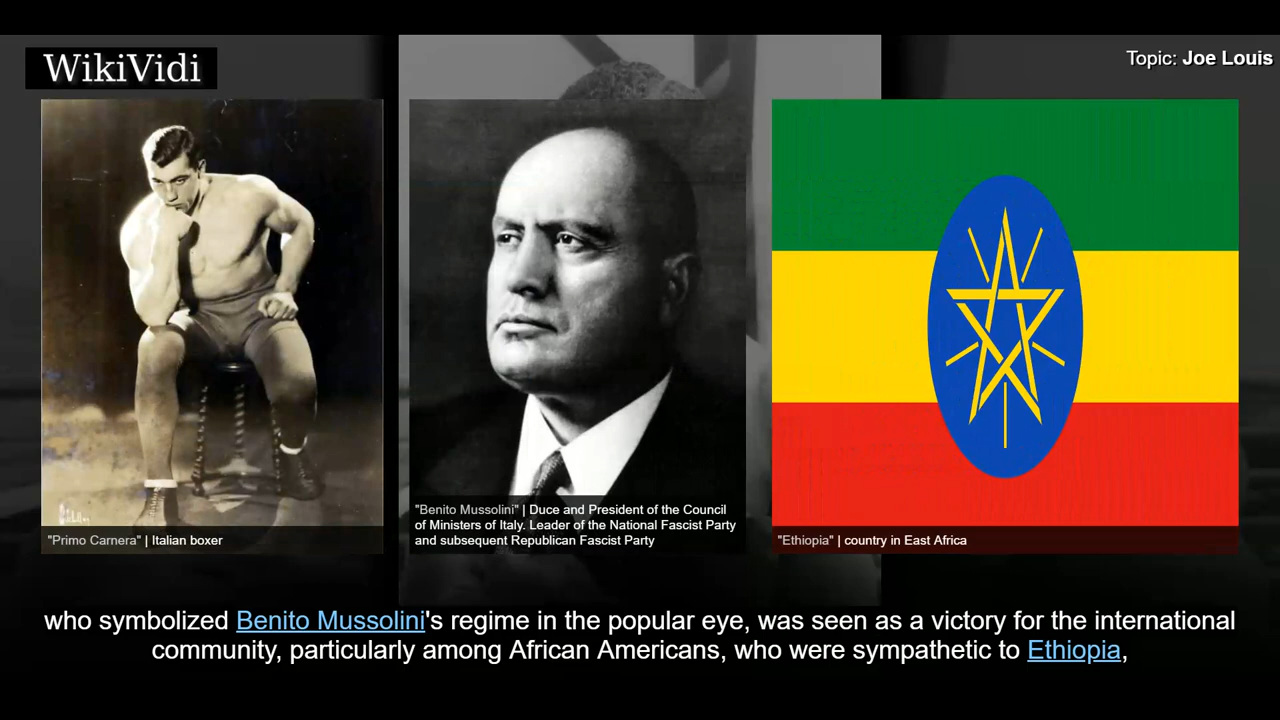 WikiVidi
Topic: Joe Louis
"Primo Carnera" | Italian boxer
"Benito Mussolini" | Duce and President of the Council
of Ministers of Italy. Leader of the National Fascist Party
and subsequent Republican Fascist Party
"Ethiopia" | country in East Africa
who symbolized Benito Mussolini's regime in the popular eye, was seen as a victory for the international
community, particularly among African Americans, who were sympathetic to Ethiopia,